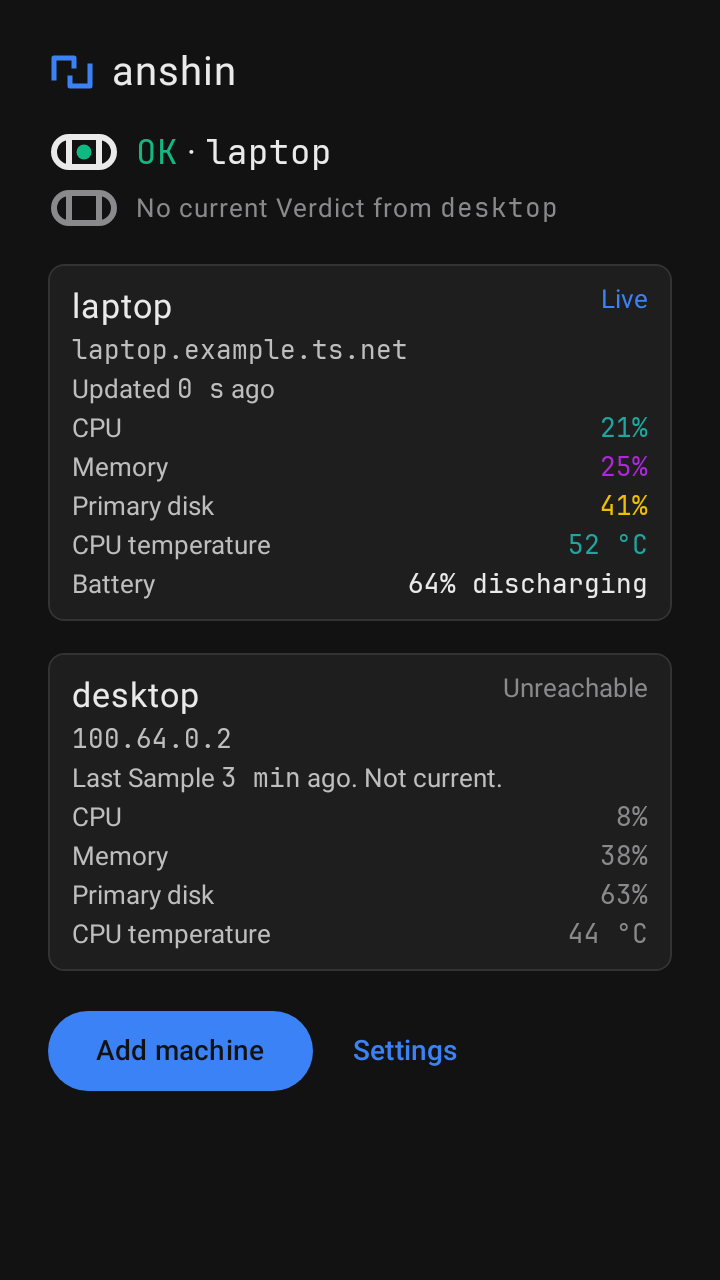 anshin
OK · laptop
No current Verdict from desktop
laptop Live
laptop.example.ts.net
Updated 0 s ago
CPU 21%
Memory 25%
Primary disk 41%
CPU temperature 52 °C
Battery 64% discharging
desktop Unreachable
100.64.0.2
Last Sample 3 min ago. Not current.
CPU 8%
Memory 38%
Primary disk 63%
CPU temperature 44 °C
Add machine Settings